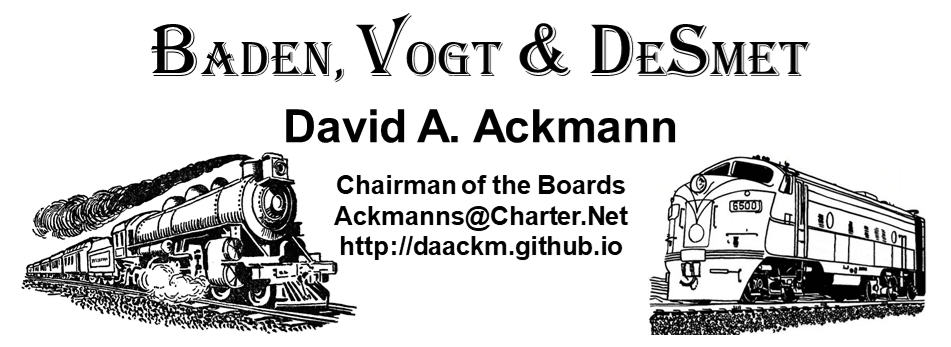 BADEN, VOGT & DESMET
David A. Ackmann
Chairman of the Boards
Ackmanns@Charter.Net
http://daackm.github.io
6500